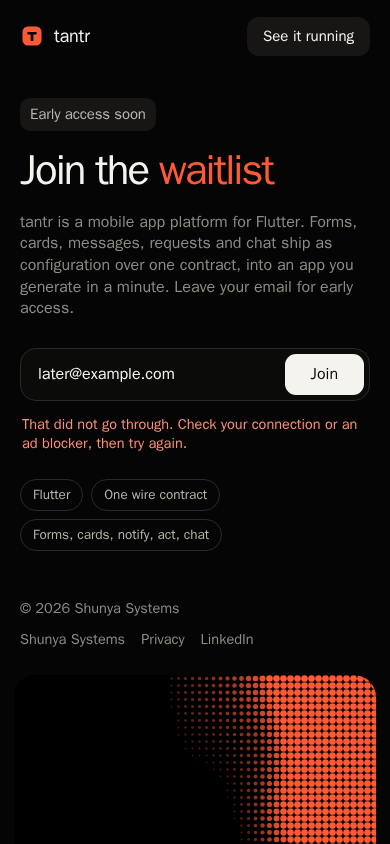 tantr
See it running
Early access soon
Join the waitlist
tantr is a mobile app platform for Flutter. Forms,
cards, messages, requests and chat ship as
configuration over one contract, into an app you
generate in a minute. Leave your email for early
access.
later@example.com
Join
That did not go through. Check your connection or an
ad blocker, then try again.
Flutter
One wire contract
Forms, cards, notify, act, chat
© 2026 Shunya Systems
Shunya Systems Privacy LinkedIn